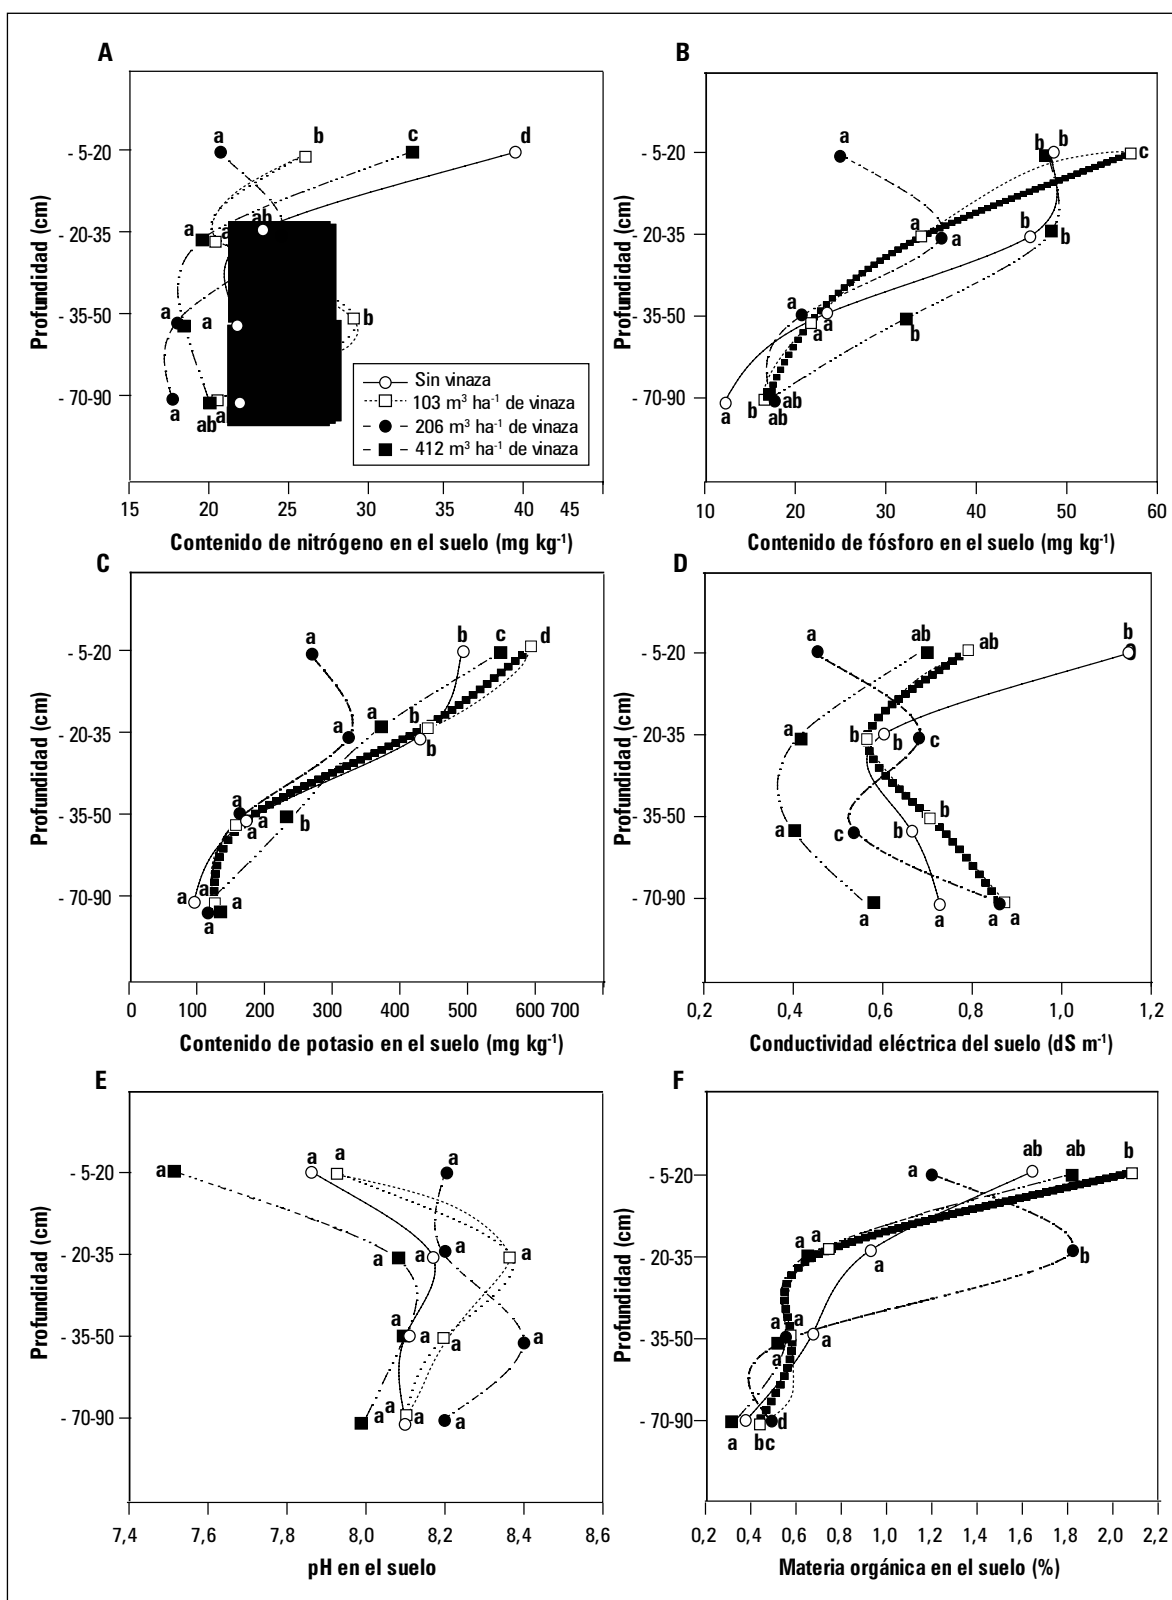 A
a
b
c
d
- 5-20
a
ab
a
- 20-35
a
a
b
- 35-50
- 70-90
a
ab
a
Profundidad (cm)
Sin vinaza
103 m³ ha⁻¹ de vinaza
206 m³ ha⁻¹ de vinaza
412 m³ ha⁻¹ de vinaza
15 20 25 30 35 40 45
Contenido de nitrógeno en el suelo (mg kg⁻¹)
B
a
b
b
c
- 5-20
a
a
b
b
- 20-35
a
a
a
b
- 35-50
- 70-90
a
b
ab
ab
Profundidad (cm)
10 20 30 40 50 60
Contenido de fósforo en el suelo (mg kg⁻¹)
C
a
b
c
d
- 5-20
a
a
b
b
- 20-35
a
a
a
b
- 35-50
- 70-90
a
a
a
a
Profundidad (cm)
0 100 200 300 400 500 600 700
Contenido de potasio en el suelo (mg kg⁻¹)
D
a
ab
ab
b
- 5-20
a
b
b
c
- 20-35
a
c
b
b
- 35-50
- 70-90
a
a
a
a
Profundidad (cm)
0,2 0,4 0,6 0,8 1,0 1,2
Conductividad eléctrica del suelo (dS m⁻¹)
E
a
a
a
a
- 5-20
a
a
a
a
- 20-35
a
a
a
a
- 35-50
- 70-90
a
a
a
a
Profundidad (cm)
7,4 7,6 7,8 8,0 8,2 8,4 8,6
pH en el suelo
F
a
ab
ab
b
- 5-20
a
a
a
b
- 20-35
a
a
a
a
- 35-50
- 70-90
a
bc
d
Profundidad (cm)
0,2 0,4 0,6 0,8 1,0 1,2 1,4 1,6 1,8 2,0 2,2
Materia orgánica en el suelo (%)